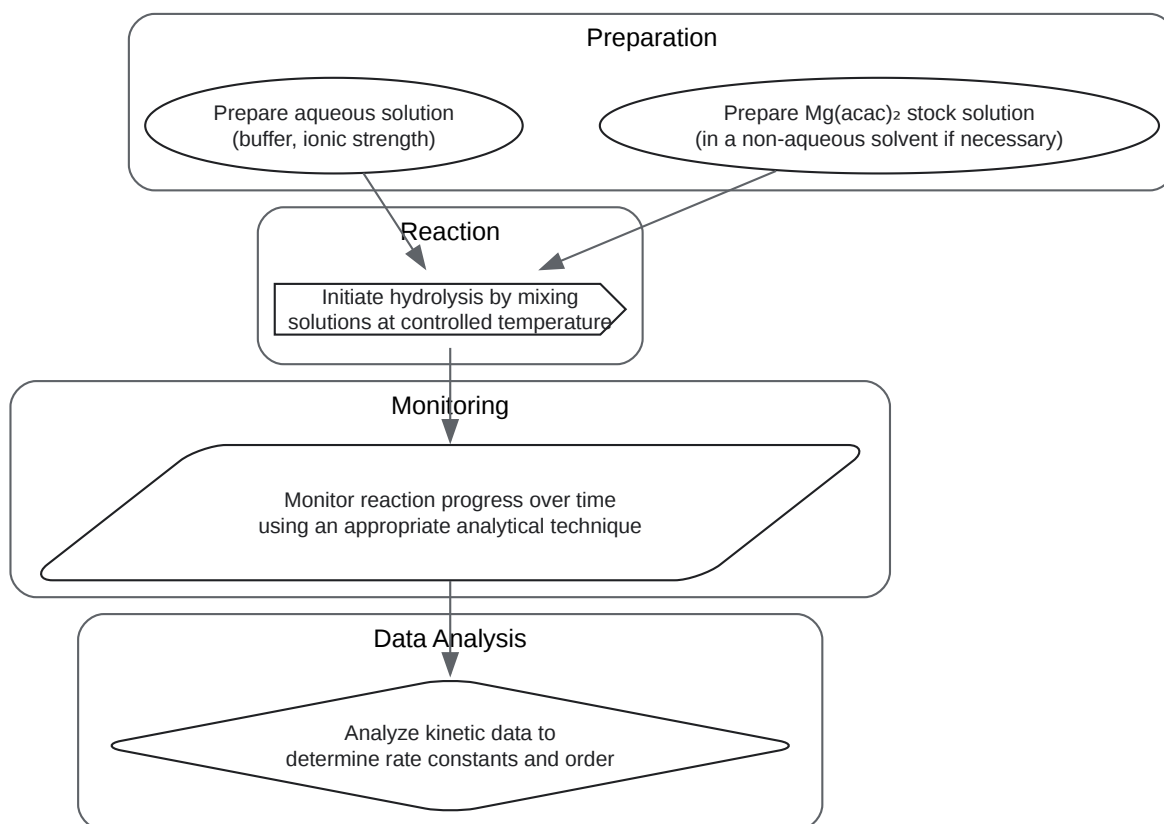 Preparation
Prepare aqueous solution
(buffer, ionic strength)
Prepare Mg(acac)₂ stock solution
(in a non-aqueous solvent if necessary)
Reaction
Initiate hydrolysis by mixing
solutions at controlled temperature
Monitoring
Monitor reaction progress over time
using an appropriate analytical technique
Data Analysis
Analyze kinetic data to
determine rate constants and order